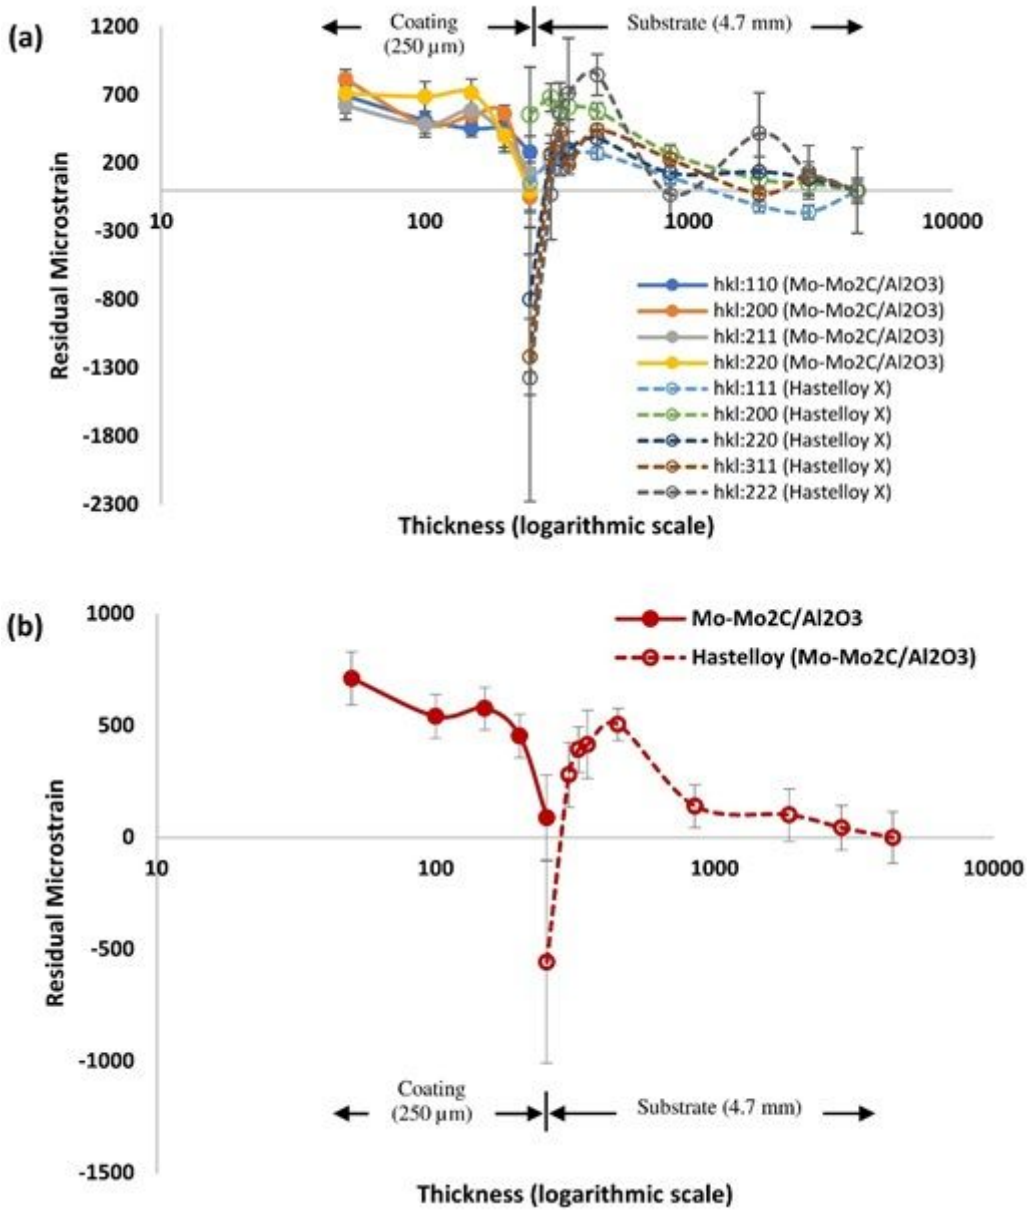 (a)
1200
700
200
-300
-800
-1300
-1800
-2300
Residual Microstrain
Coating
(250 µm)
Substrate (4.7 mm)
10
100
1000
10000
hkl:110 (Mo-Mo2C/Al2O3)
hkl:200 (Mo-Mo2C/Al2O3)
hkl:211 (Mo-Mo2C/Al2O3)
hkl:220 (Mo-Mo2C/Al2O3)
hkl:111 (Hastelloy X)
hkl:200 (Hastelloy X)
hkl:220 (Hastelloy X)
hkl:311 (Hastelloy X)
hkl:222 (Hastelloy X)
Thickness (logarithmic scale)
(b)
1000
500
0
-500
-1000
-1500
Residual Microstrain
Mo-Mo2C/Al2O3
Hastelloy (Mo-Mo2C/Al2O3)
10
100
1000
10000
Coating
(250 µm)
Substrate (4.7 mm)
Thickness (logarithmic scale)